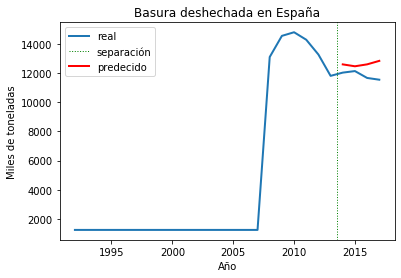 Basura deshechada en España
real
separación
predecido
Miles de toneladas
14000
12000
10000
8000
6000
4000
2000
1995
2000
2005
2010
2015
Año